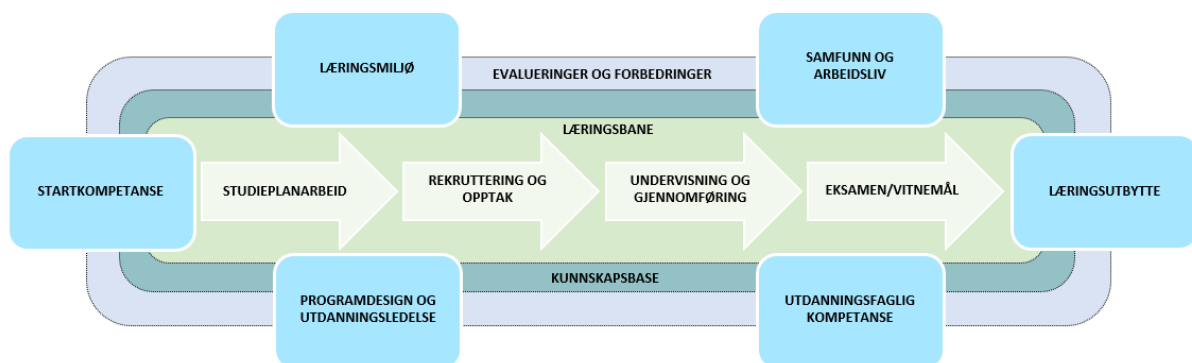 LÆRINGSMILJØ
EVALUERINGER OG FORBEDRINGER
SAMFUNN OG
ARBEIDSLIV
LÆRINGSBANE
STARTKOMPETANSE
STUDIEPLANARBEID
REKRUTTERING OG
OPPTAK
UNDERVISNING OG
GJENNOMFØRING
EKSAMEN/VITNEMÅL
LÆRINGSUTBYTTE
KUNNSKAPSBASE
PROGRAMDESIGN OG
UTDANNINGSLEDELSE
UTDANNINGSFAGLIG
KOMPETANSE